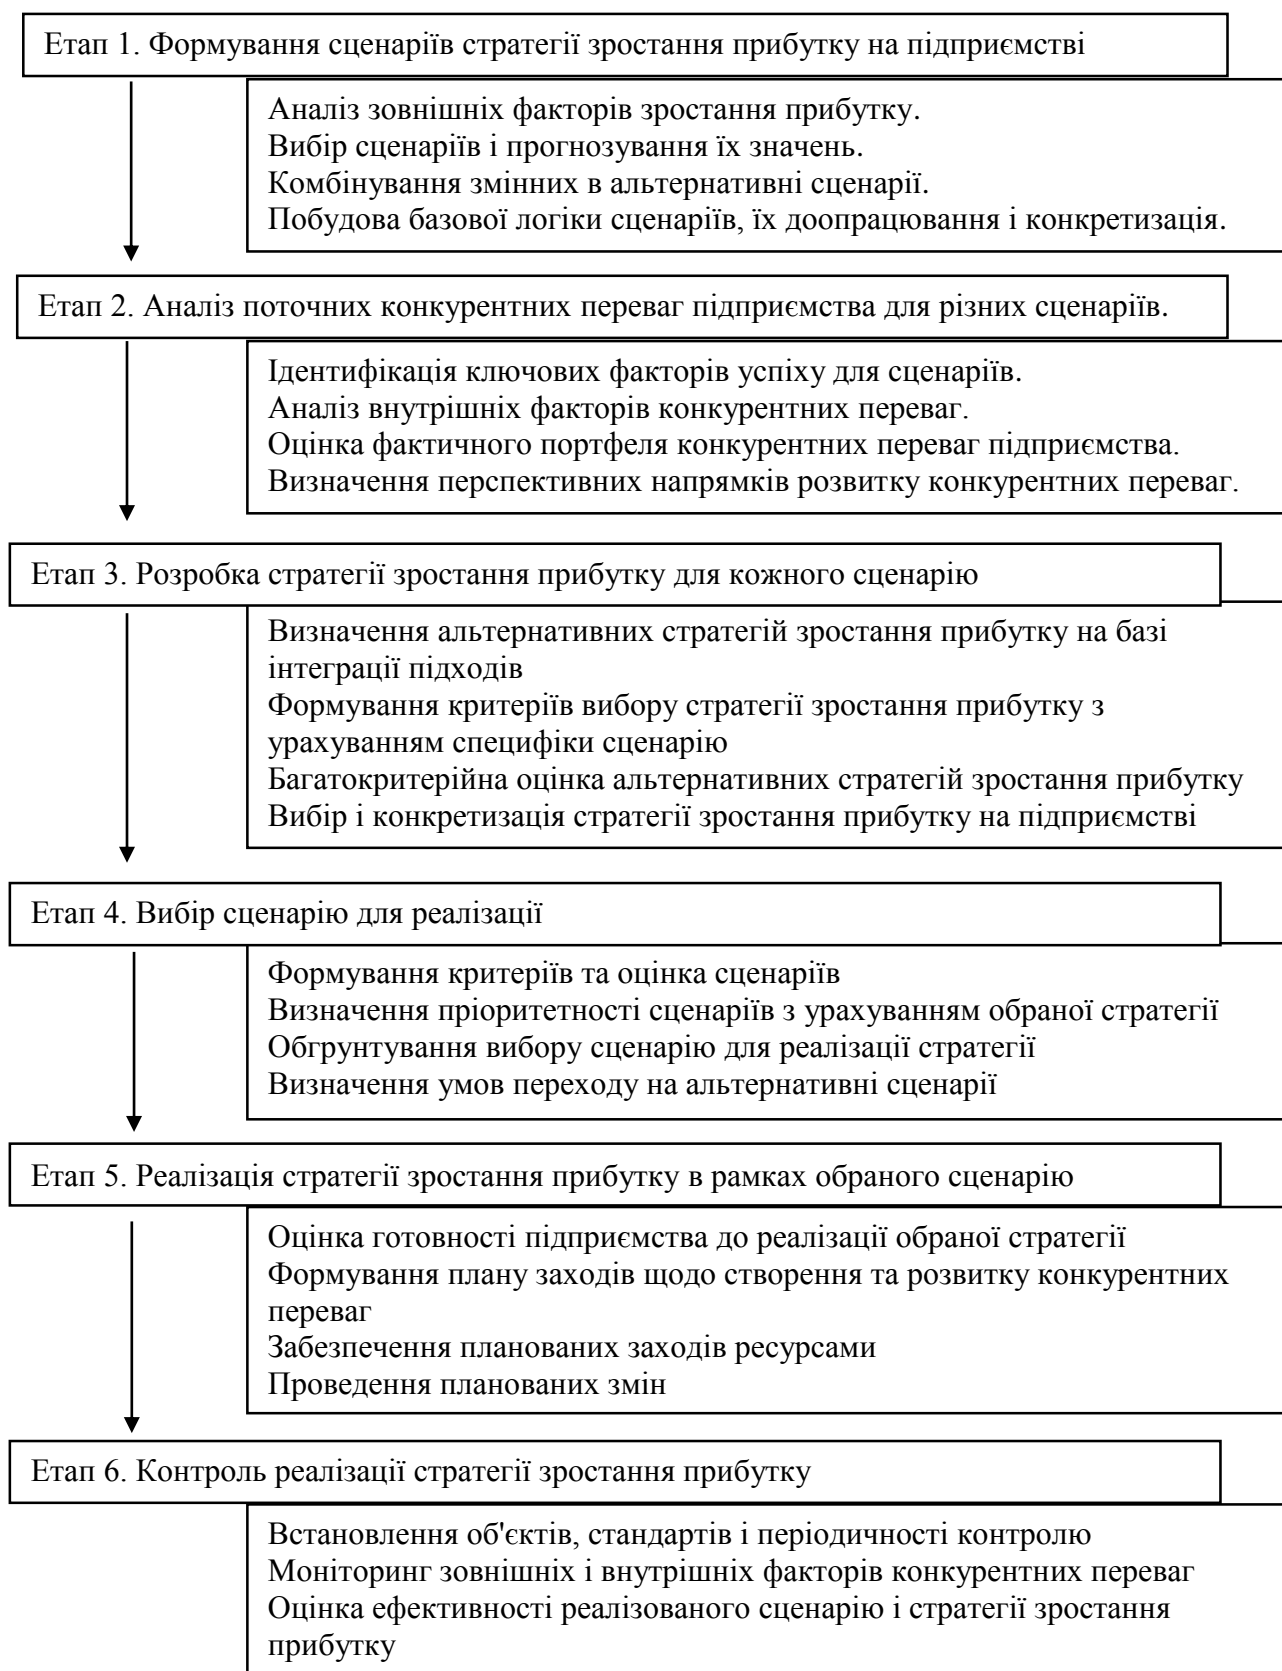 Етап 1. Формування сценаріїв стратегії зростання прибутку на підприємстві
Аналіз зовнішніх факторів зростання прибутку.
Вибір сценаріїв і прогнозування їх значень.
Комбінування змінних в альтернативні сценарії.
Побудова базової логіки сценаріїв, їх доопрацювання і конкретизація.
Етап 2. Аналіз поточних конкурентних переваг підприємства для різних сценаріїв.
Ідентифікація ключових факторів успіху для сценаріїв.
Аналіз внутрішніх факторів конкурентних переваг.
Оцінка фактичного портфеля конкурентних переваг підприємства.
Визначення перспективних напрямків розвитку конкурентних переваг.
Етап 3. Розробка стратегії зростання прибутку для кожного сценарію
Визначення альтернативних стратегій зростання прибутку на базі
інтеграції підходів
Формування критеріїв вибору стратегії зростання прибутку з
урахуванням специфіки сценарію
Багатокритерійна оцінка альтернативних стратегій зростання прибутку
Вибір і конкретизація стратегії зростання прибутку на підприємстві
Етап 4. Вибір сценарію для реалізації
Формування критеріїв та оцінка сценаріїв
Визначення пріоритетності сценаріїв з урахуванням обраної стратегії
Обгрунтування вибору сценарію для реалізації стратегії
Визначення умов переходу на альтернативні сценарії
Етап 5. Реалізація стратегії зростання прибутку в рамках обраного сценарію
Оцінка готовності підприємства до реалізації обраної стратегії
Формування плану заходів щодо створення та розвитку конкурентних
переваг
Забезпечення планованих заходів ресурсами
Проведення планованих змін
Етап 6. Контроль реалізації стратегії зростання прибутку
Встановлення об'єктів, стандартів і періодичності контролю
Моніторинг зовнішніх і внутрішніх факторів конкурентних переваг
Оцінка ефективності реалізованого сценарію і стратегії зростання
прибутку